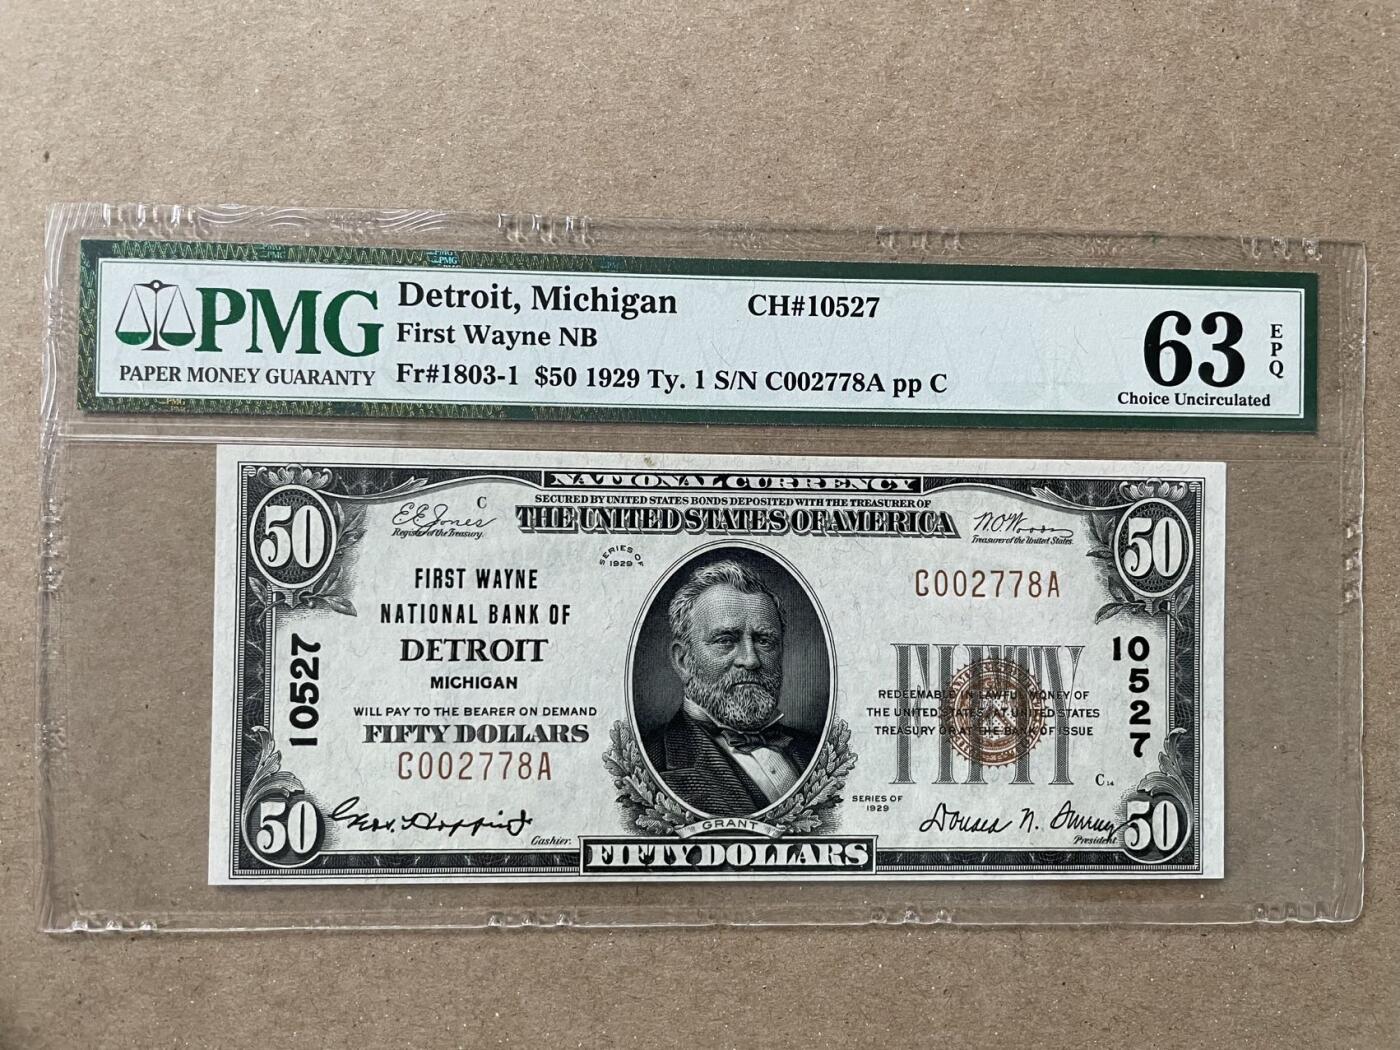 PMG
PAPER MONEY GUARANTY
Detroit, Michigan CH#10527
First Wayne NB
Fr#1803-1 $50 1929 Ty. 1 S/N C002778A pp C
63
EPQ
Choice Uncirculated
NATIONAL CURRENCY
SECURED BY UNITED STATES BONDS DEPOSITED WITH THE TREASURER OF
THE UNITED STATES OF AMERICA
50
50
C
E E Jones
Register of the Treasury.
W. O. Woods
Treasurer of the United States.
SERIES OF
1929
FIRST WAYNE
NATIONAL BANK OF
DETROIT
MICHIGAN
WILL PAY TO THE BEARER ON DEMAND
FIFTY DOLLARS
C002778A
10527
C002778A
10527
FIFTY
REDEEMABLE IN LAWFUL MONEY OF
THE UNITED STATES AT UNITED STATES
TREASURY OR AT THE BANK OF ISSUE
C14
SERIES OF
1929
50
50
Cashier.
President.
GRANT
FIFTY DOLLARS